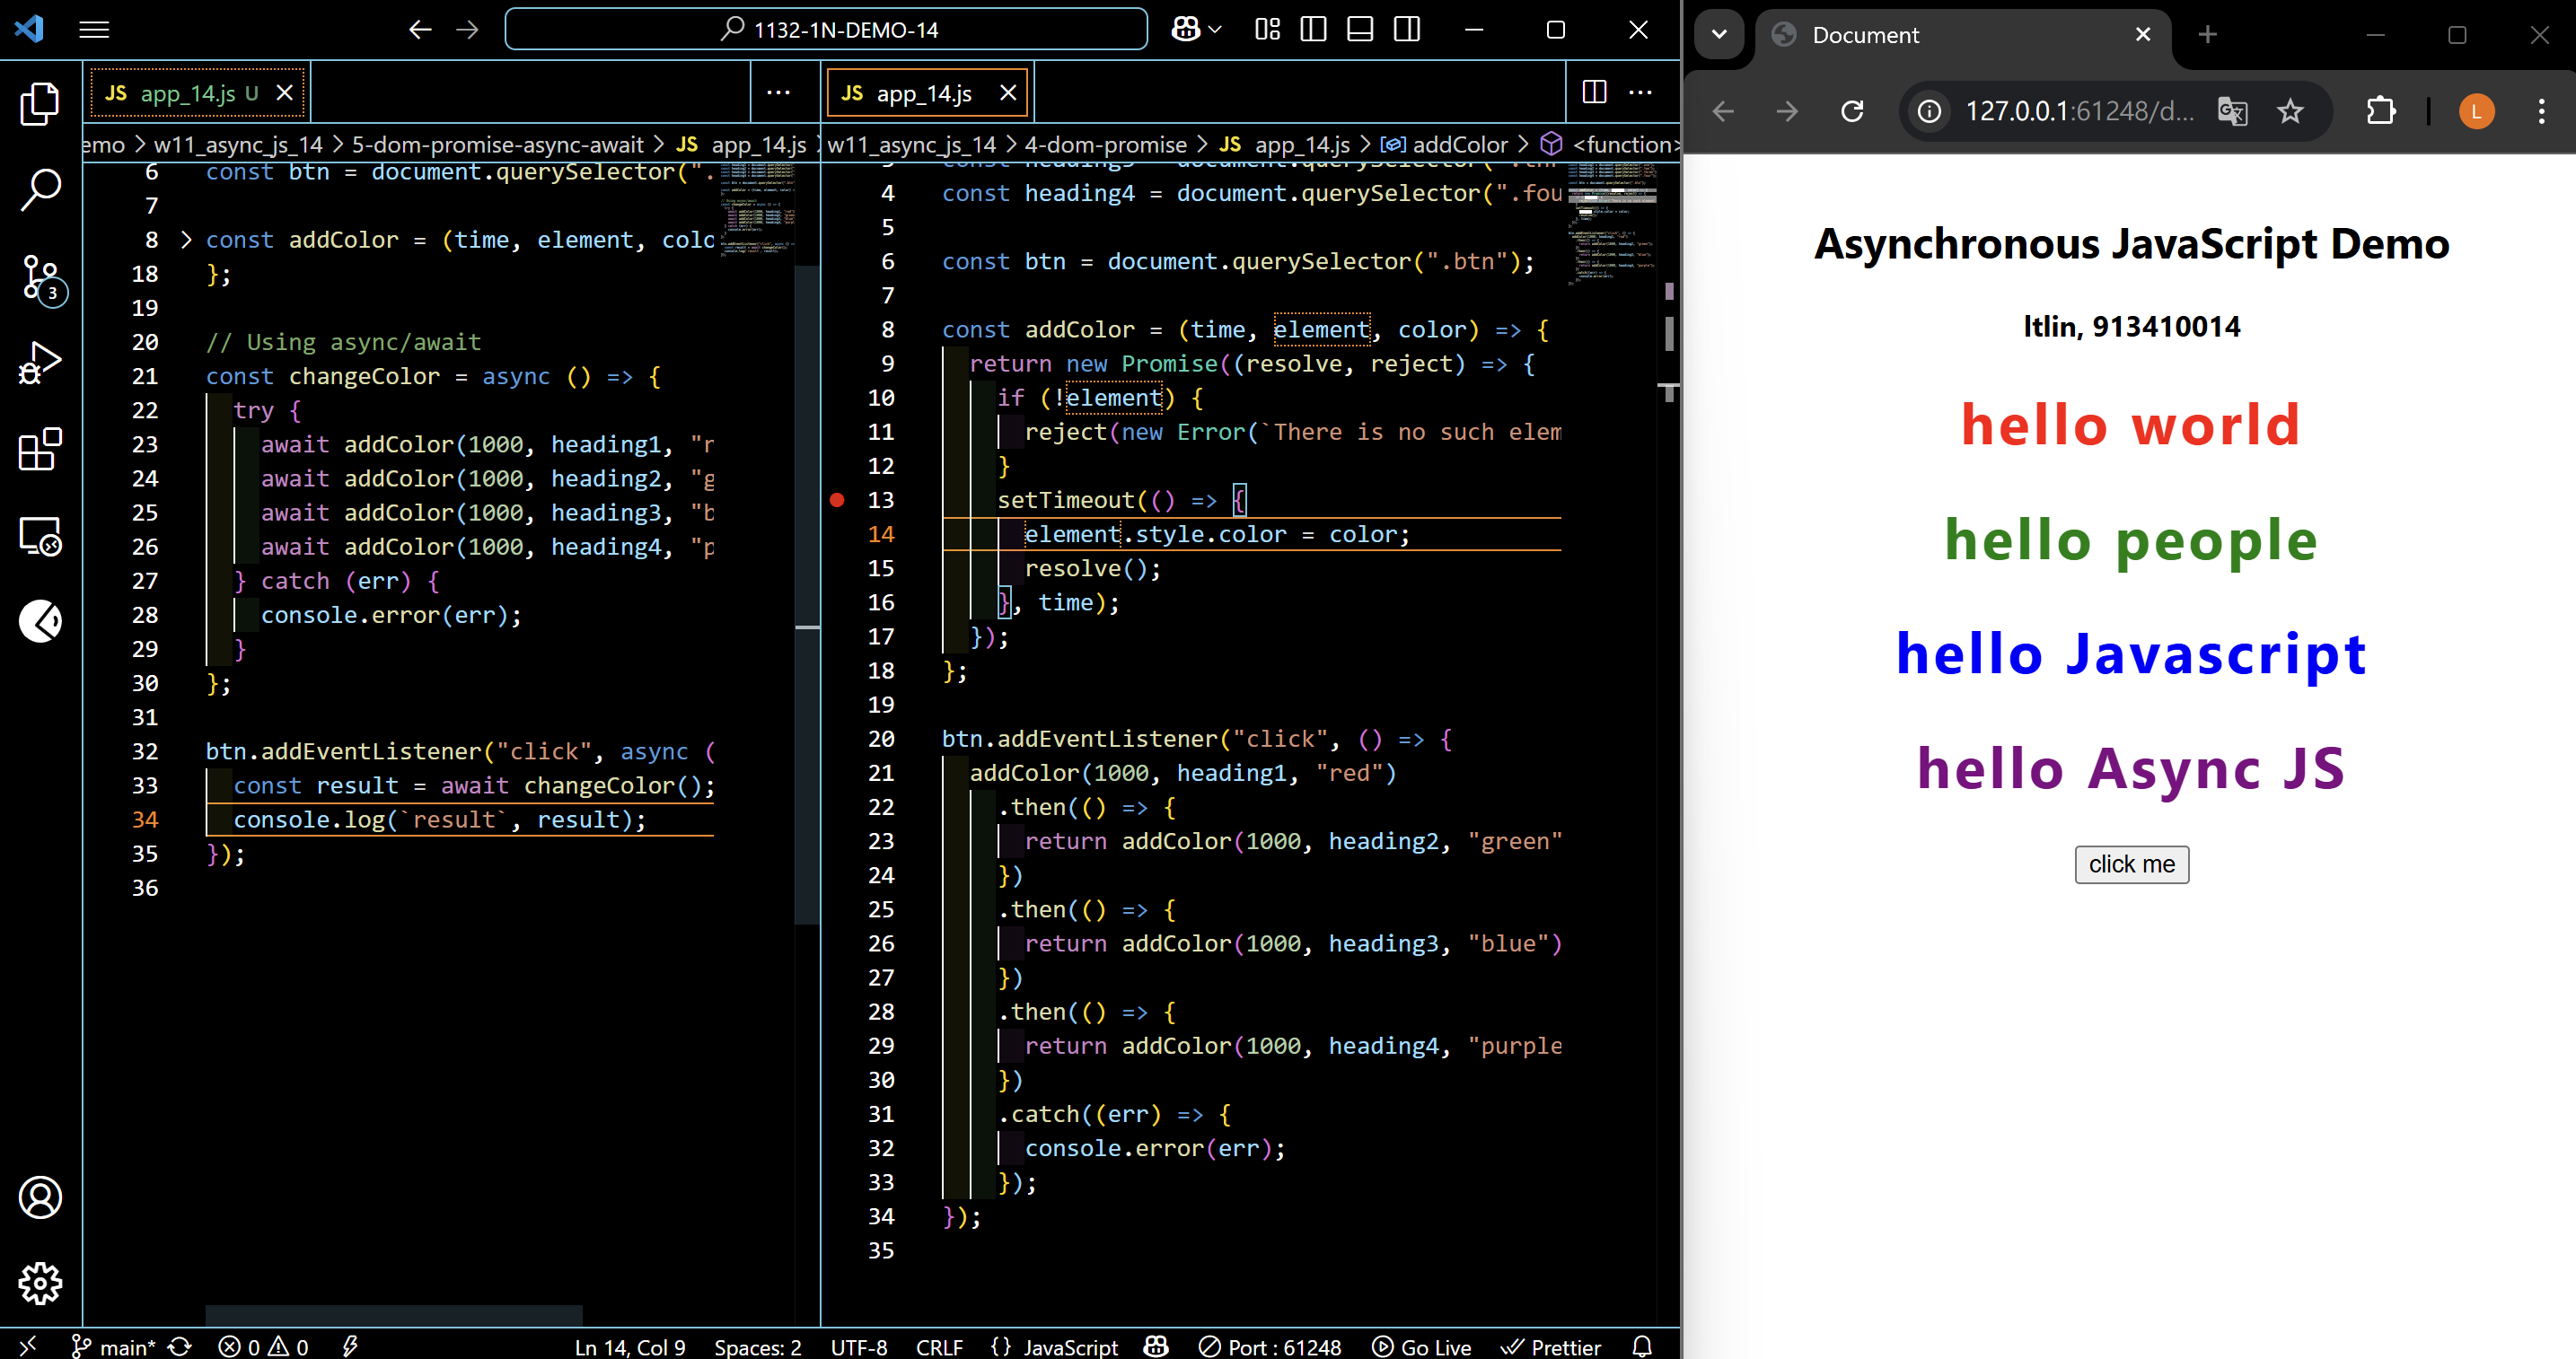 1132-1N-DEMO-14
JS app_14.js U
emo > w11_async_js_14 > 5-dom-promise-async-await > JS app_14.js
6 const btn = document.querySelector(".
7
8 const addColor = (time, element, colo
18 };
19
20 // Using async/await
21 const changeColor = async () => {
22 try {
23 await addColor(1000, heading1, "r
24 await addColor(1000, heading2, "g
25 await addColor(1000, heading3, "b
26 await addColor(1000, heading4, "p
27 } catch (err) {
28 console.error(err);
29 }
30 };
31
32 btn.addEventListener("click", async (
33 const result = await changeColor();
34 console.log(`result`, result);
35 });
36
JS app_14.js
w11_async_js_14 > 4-dom-promise > JS app_14.js > addColor > <function>
4 const heading4 = document.querySelector(".fou
5
6 const btn = document.querySelector(".btn");
7
8 const addColor = (time, element, color) => {
9 return new Promise((resolve, reject) => {
10 if (!element) {
11 reject(new Error(`There is no such elem
12 }
13 setTimeout(() => {
14 element.style.color = color;
15 resolve();
16 }, time);
17 });
18 };
19
20 btn.addEventListener("click", () => {
21 addColor(1000, heading1, "red")
22 .then(() => {
23 return addColor(1000, heading2, "green"
24 })
25 .then(() => {
26 return addColor(1000, heading3, "blue")
27 })
28 .then(() => {
29 return addColor(1000, heading4, "purple
30 })
31 .catch((err) => {
32 console.error(err);
33 });
34 });
35
3
main* 0 0 Ln 14, Col 9 Spaces: 2 UTF-8 CRLF {} JavaScript Port : 61248 Go Live Prettier
Document
127.0.0.1:61248/d...
L
Asynchronous JavaScript Demo
ltlin, 913410014
hello world
hello people
hello Javascript
hello Async JS
click me